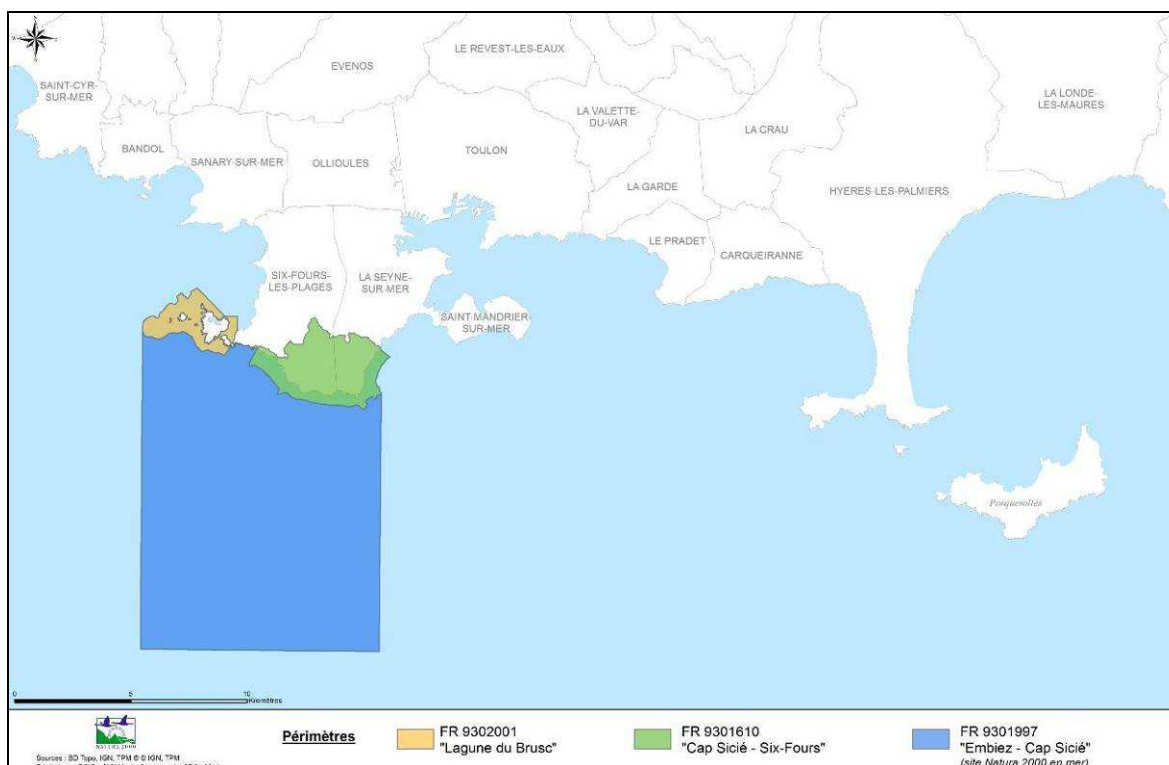 LE REVEST-LES-EAUX
EVENOS
SAINT-CYR-
SUR-MER
LA VALETTE-
DU-VAR
LA LONDE-
LES-MAURES
LA CRAU
BANDOL
SANARY-SUR-MER
OLLIOULES
TOULON
LA GARDE
HYERES-LES-PALMIERS
LE PRADET
CARQUEIRANNE
SIX-FOURS-
LES-PLAGES
LA SEYNE-
SUR-MER
SAINT-MANDRIER-
SUR-MER
Porquerolles
0 5 10
Kilomètres
Périmètres
FR 9302001
"Lagune du Brusc"
FR 9301610
"Cap Sicié - Six-Fours"
FR 9301997
"Embiez - Cap Sicié"
(site Natura 2000 en mer)
NATURA 2000
Sources : BD Topo, IGN, TPM © © IGN, TPM